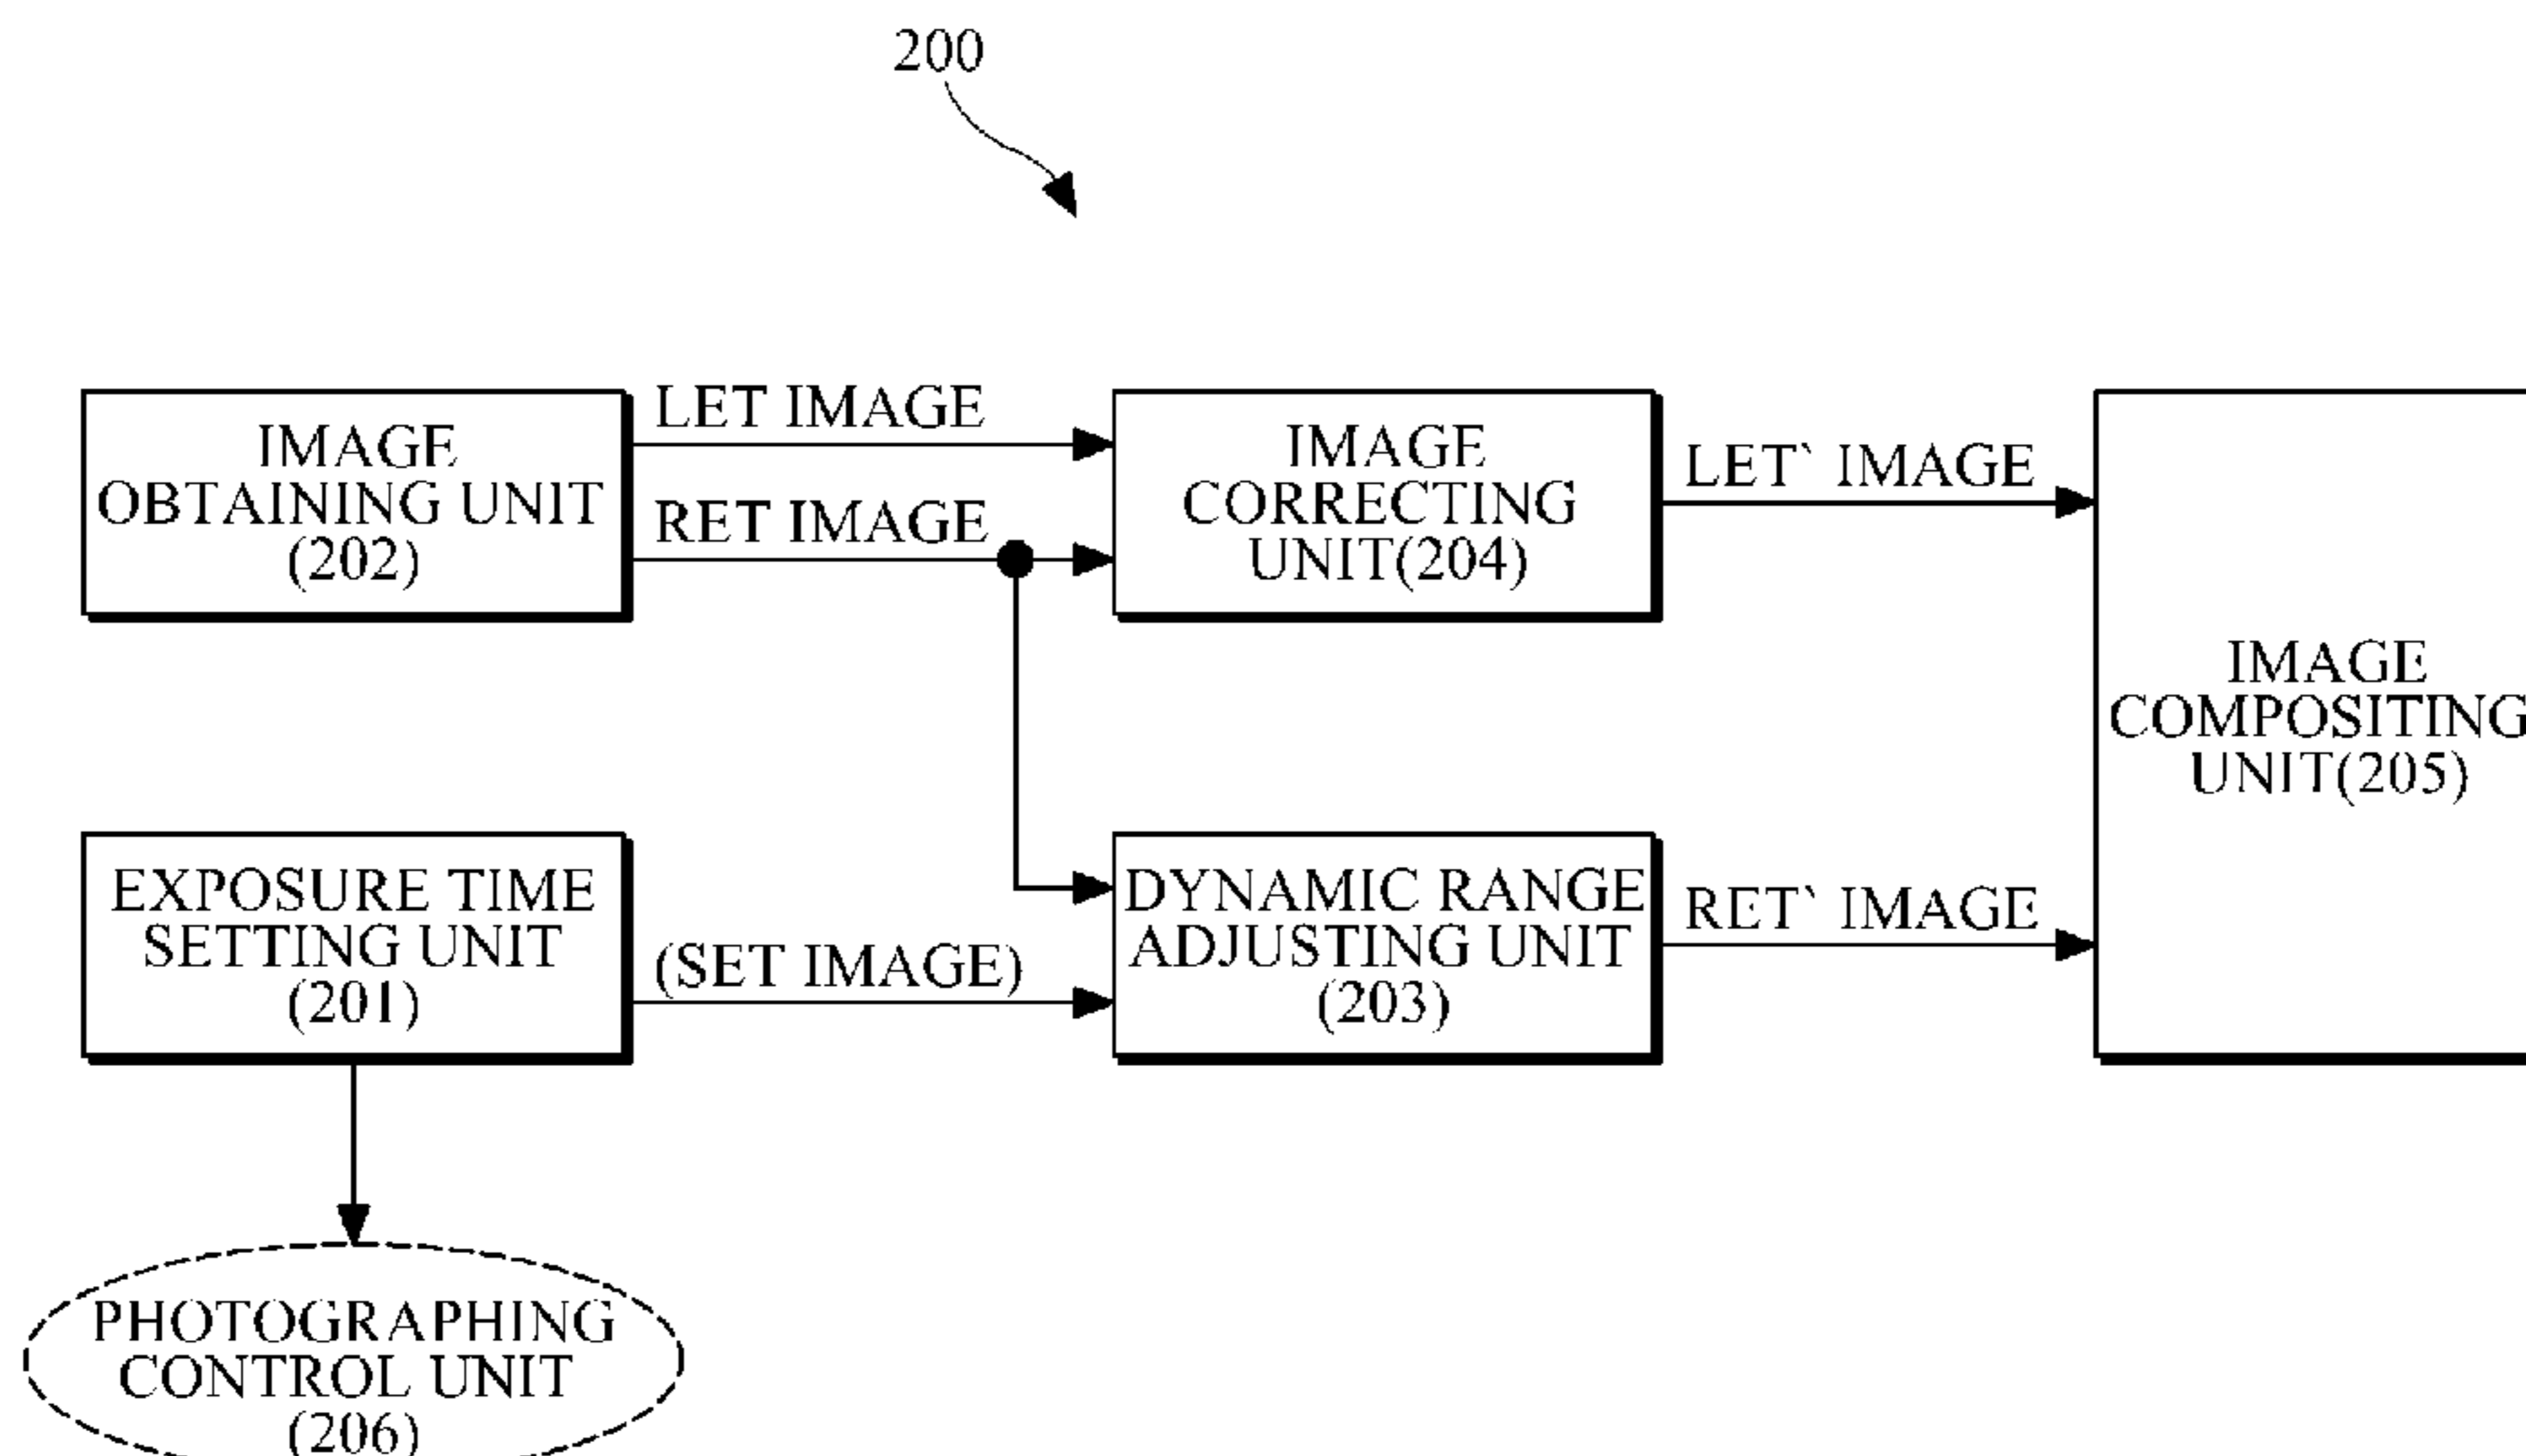 200
IMAGE
OBTAINING UNIT
(202)
LET IMAGE
RET IMAGE
IMAGE
CORRECTING
UNIT(204)
LET` IMAGE
IMAGE
COMPOSITING
UNIT(205)
EXPOSURE TIME
SETTING UNIT
(201)
(SET IMAGE)
DYNAMIC RANGE
ADJUSTING UNIT
(203)
RET` IMAGE
PHOTOGRAPHING
CONTROL UNIT
(206)